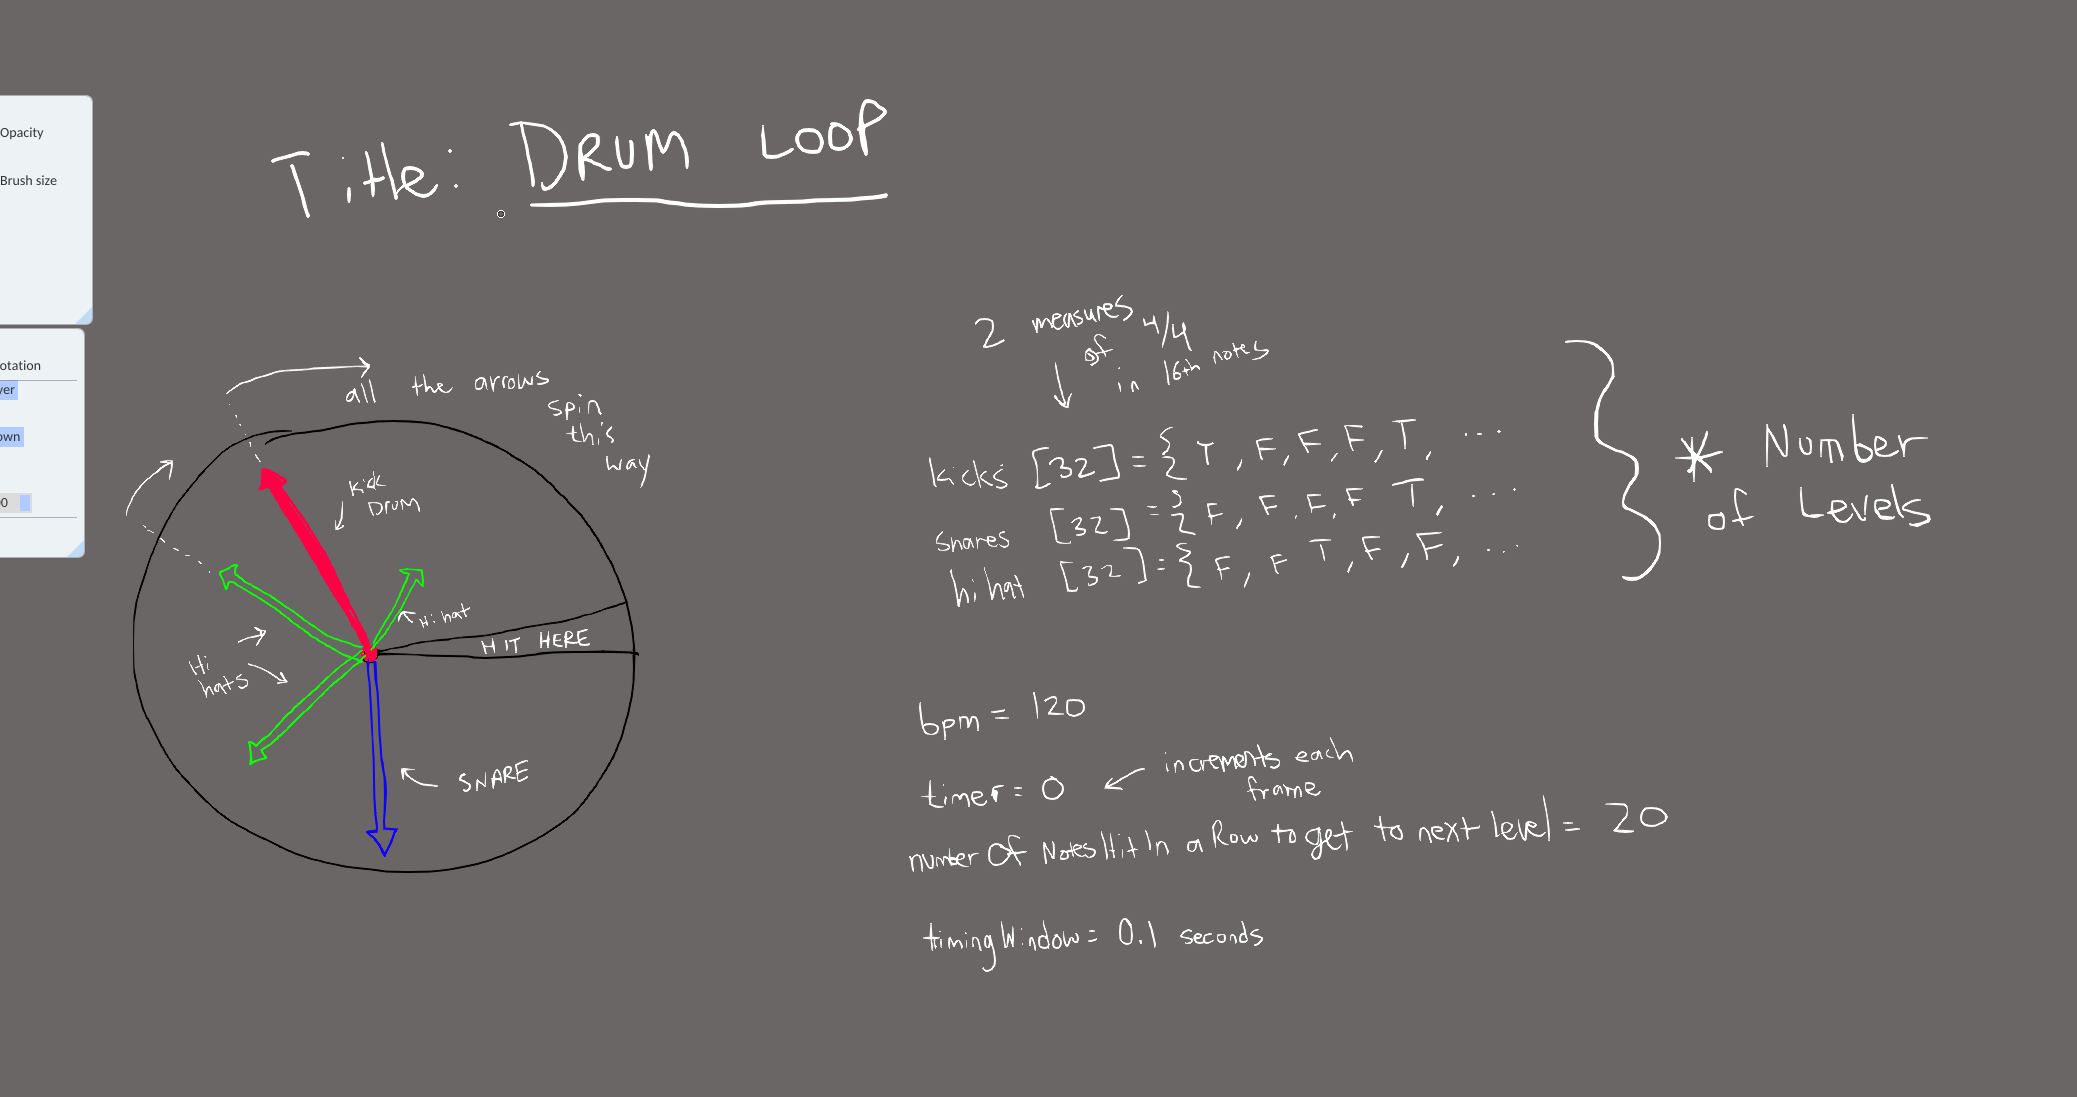 Opacity
Brush size
otation
yer
own
00
Title: DRUM LOOP
all the arrows
spin
this
way
Kick
DRUM
Hi hat
HIT HERE
Hi
hats
SNARE
2 measures
of 4/4
in 16th notes
kicks [32] = { T, F, F, F, T, ...
snares [32] = { F, F, F, F T, ...
hi hat [32] = { F, F T, F, F, ...
* Number
of Levels
bpm = 120
timer = 0
increments each
frame
number Of Notes Hit In a Row to get to next level = 20
timing Window = 0.1 seconds